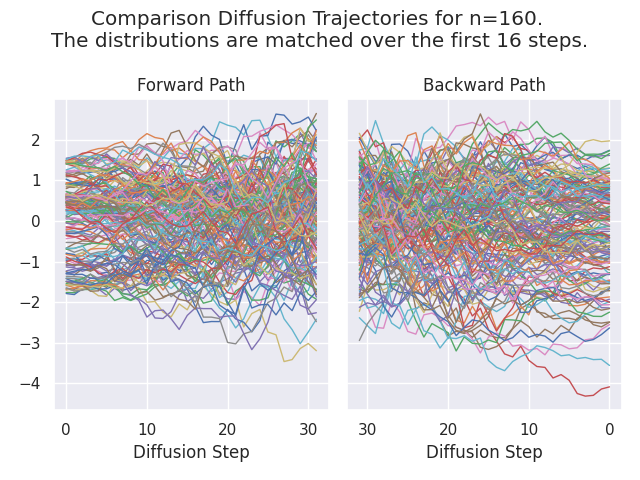 Comparison Diffusion Trajectories for n=160.
The distributions are matched over the first 16 steps.
Forward Path
Backward Path
2
1
0
−1
−2
−3
−4
0 10 20 30
30 20 10 0
Diffusion Step
Diffusion Step